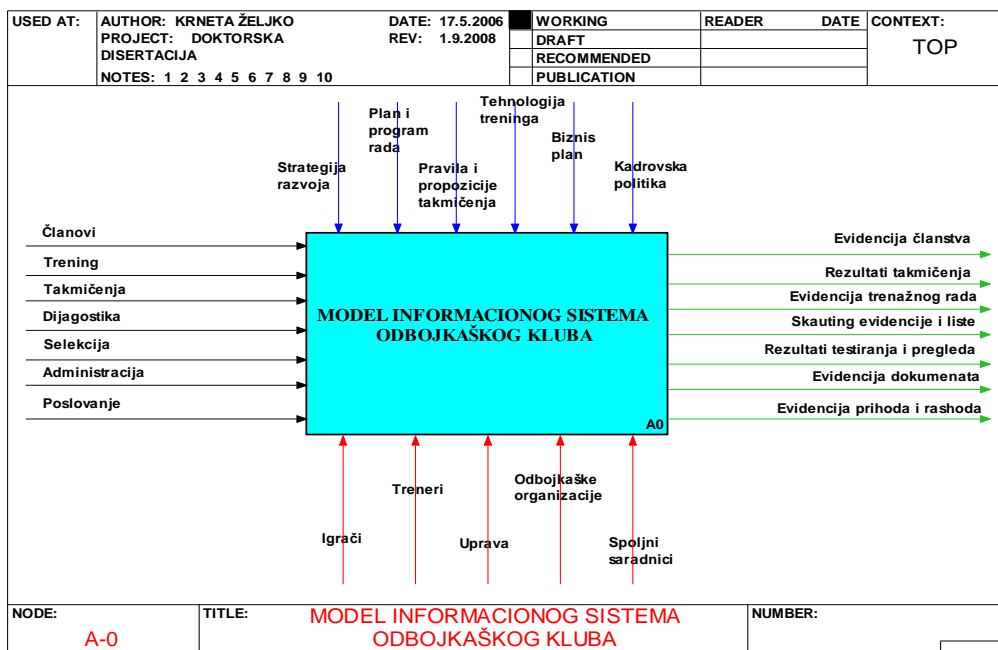 USED AT:
AUTHOR: KRNETA ŽELJKO
DATE: 17.5.2006
PROJECT: DOKTORSKA
DISERTACIJA
REV: 1.9.2008
NOTES: 1 2 3 4 5 6 7 8 9 10
WORKING
DRAFT
RECOMMENDED
PUBLICATION
READER
DATE
CONTEXT:
TOP
Strategija
razvoja
Plan i
program
rada
Pravila i
propozicije
takmičenja
Tehnologija
treninga
Biznis
plan
Kadrovska
politika
Članovi
Trening
Takmičenja
Dijagostika
Selekcija
Administracija
Poslovanje
MODEL INFORMACIONOG SISTEMA
ODBOJKAŠKOG KLUBA
A0
Evidencija članstva
Rezultati takmičenja
Evidencija trenažnog rada
Skauting evidencije i liste
Rezultati testiranja i pregleda
Evidencija dokumenata
Evidencija prihoda i rashoda
Igrači
Treneri
Uprava
Odbojkaške
organizacije
Spoljni
saradnici
NODE:
A-0
TITLE:
MODEL INFORMACIONOG SISTEMA
ODBOJKAŠKOG KLUBA
NUMBER: